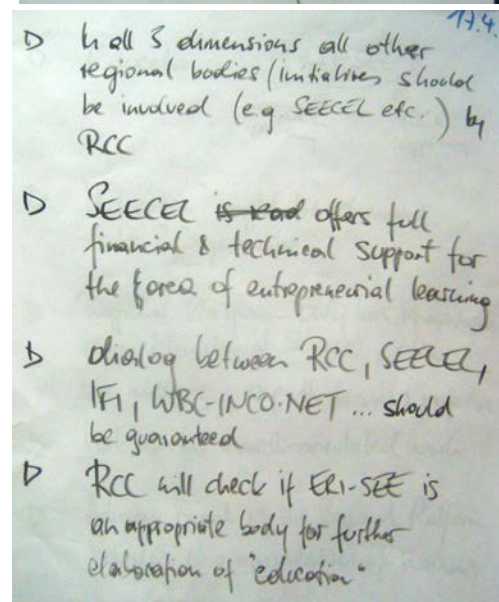 17.4.
▷ In all 3 dimensions all other
regional bodies/initiatives should
be involved (e.g SEECEL etc.) by
RCC
▷ SEECEL is read offers full
financial & technical support for
the area of entrepreneurial learning
▷ dialog between RCC, SEECEL,
IFI, WBC-INCO.NET ... should
be guaranteed
▷ RCC will check if ERI-SEE is
an appropriate body for further
elaboration of "education"